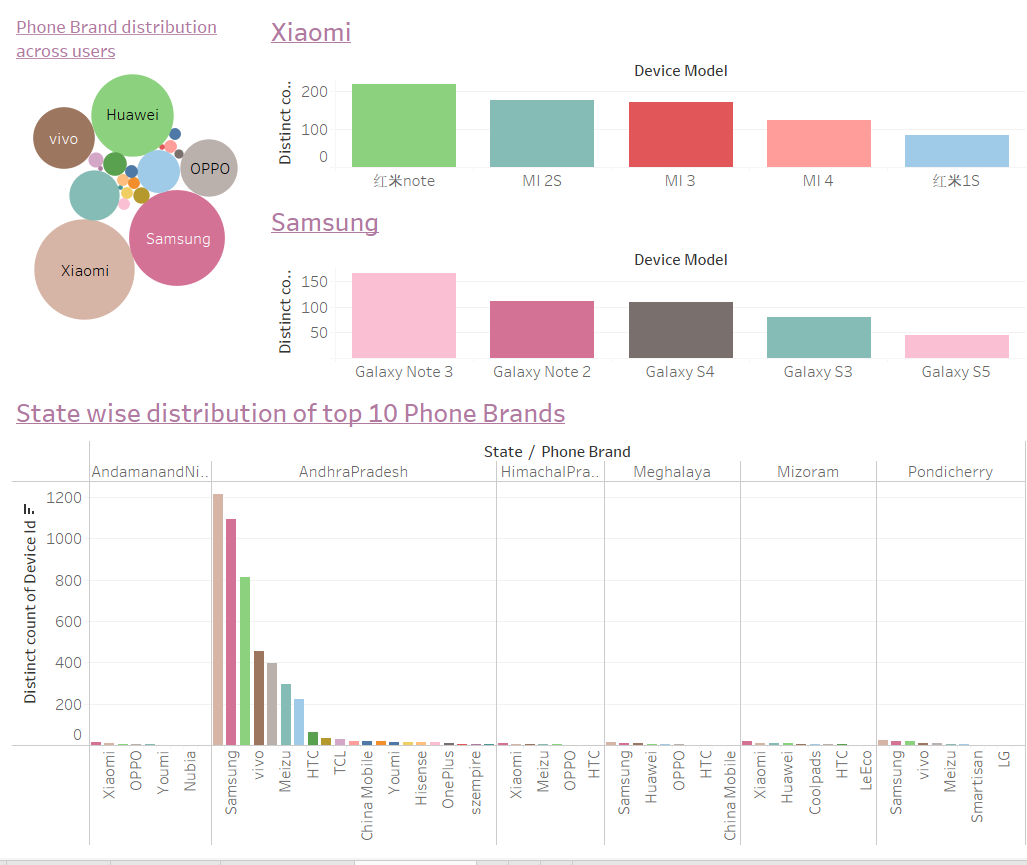 Phone Brand distribution
across users
Huawei
vivo
OPPO
Samsung
Xiaomi
Xiaomi
Device Model
Distinct co..
200
100
0
红米note
MI 2S
MI 3
MI 4
红米1S
Samsung
Device Model
Distinct co..
150
100
50
Galaxy Note 3
Galaxy Note 2
Galaxy S4
Galaxy S3
Galaxy S5
State wise distribution of top 10 Phone Brands
State / Phone Brand
AndamanandNi..
AndhraPradesh
HimachalPra..
Meghalaya
Mizoram
Pondicherry
Distinct count of Device Id
1200
1000
800
600
400
200
0
Xiaomi
OPPO
Youmi
Nubia
Samsung
vivo
Meizu
HTC
TCL
China Mobile
Youmi
Hisense
OnePlus
szempire
Xiaomi
Meizu
OPPO
HTC
Samsung
Huawei
OPPO
HTC
China Mobile
Xiaomi
Huawei
Coolpads
HTC
LeEco
Samsung
vivo
Meizu
Smartisan
LG